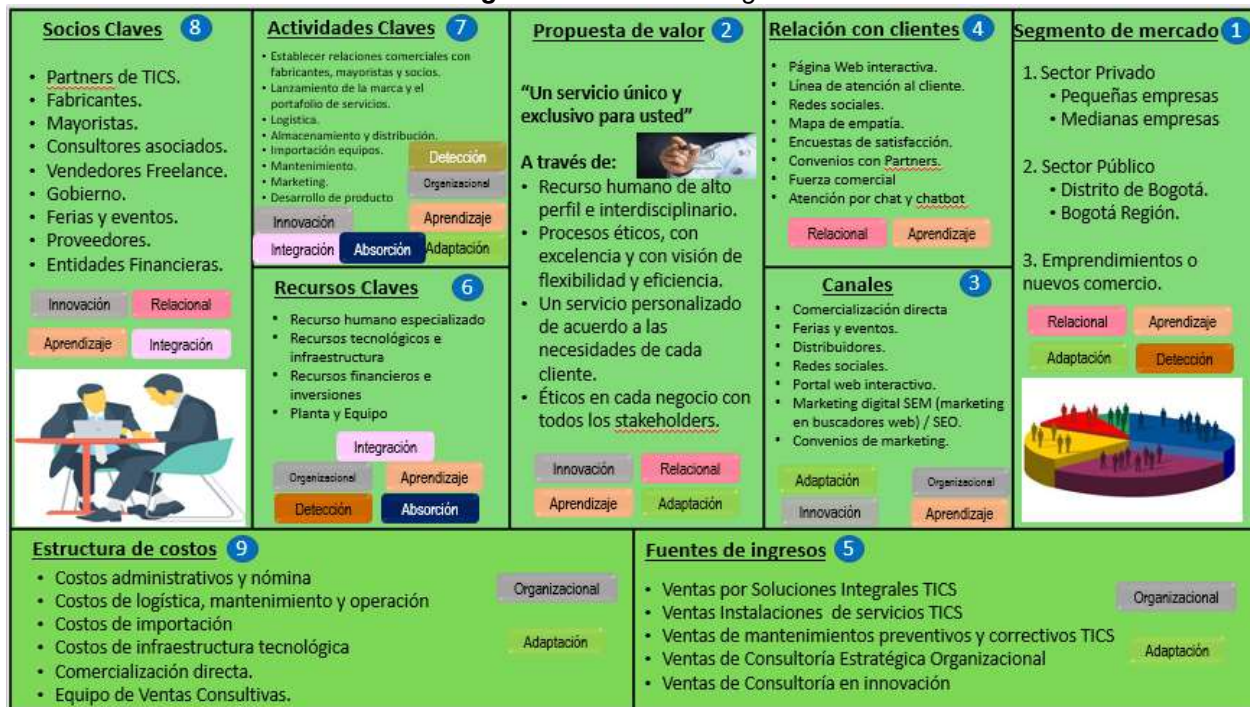 Socios Claves 8
• Partners de TICS.
• Fabricantes.
• Mayoristas.
• Consultores asociados.
• Vendedores Freelance.
• Gobierno.
• Ferias y eventos.
• Proveedores.
• Entidades Financieras.
Innovación Relacional
Aprendizaje Integración
Actividades Claves 7
• Establecer relaciones comerciales con
fabricantes, mayoristas y socios.
• Lanzamiento de la marca y el
portafolio de servicios.
• Logística.
• Almacenamiento y distribución.
• Importación equipos.
• Mantenimiento.
• Marketing.
• Desarrollo de producto
Detección
Organizacional
Innovación Aprendizaje
Integración Absorción Adaptación
Recursos Claves 6
• Recurso humano especializado
• Recursos tecnológicos e
infraestructura
• Recursos financieros e
inversiones
• Planta y Equipo
Integración
Organizacional Aprendizaje
Detección Absorción
Propuesta de valor 2
“Un servicio único y
exclusivo para usted”
A través de:
• Recurso humano de alto
perfil e interdisciplinario.
• Procesos éticos, con
excelencia y con visión de
flexibilidad y eficiencia.
• Un servicio personalizado
de acuerdo a las
necesidades de cada
cliente.
• Éticos en cada negocio con
todos los stakeholders.
Innovación Relacional
Aprendizaje Adaptación
Relación con clientes 4
• Página Web interactiva.
• Línea de atención al cliente.
• Redes sociales.
• Mapa de empatía.
• Encuestas de satisfacción.
• Convenios con Partners.
• Fuerza comercial
• Atención por chat y chatbot
Relacional Aprendizaje
Canales 3
• Comercialización directa
• Ferias y eventos.
• Distribuidores.
• Redes sociales.
• Portal web interactivo.
• Marketing digital SEM (marketing
en buscadores web) / SEO.
• Convenios de marketing.
Adaptación Organizacional
Innovación Aprendizaje
Segmento de mercado 1
1. Sector Privado
• Pequeñas empresas
• Medianas empresas
2. Sector Público
• Distrito de Bogotá.
• Bogotá Región.
3. Emprendimientos o
nuevos comercio.
Relacional Aprendizaje
Adaptación Detección
Estructura de costos 9
• Costos administrativos y nómina
• Costos de logística, mantenimiento y operación
• Costos de importación
• Costos de infraestructura tecnológica
• Comercialización directa.
• Equipo de Ventas Consultivas.
Organizacional
Adaptación
Fuentes de ingresos 5
• Ventas por Soluciones Integrales TICS
• Ventas Instalaciones de servicios TICS
• Ventas de mantenimientos preventivos y correctivos TICS
• Ventas de Consultoría Estratégica Organizacional
• Ventas de Consultoría en innovación
Organizacional
Adaptación